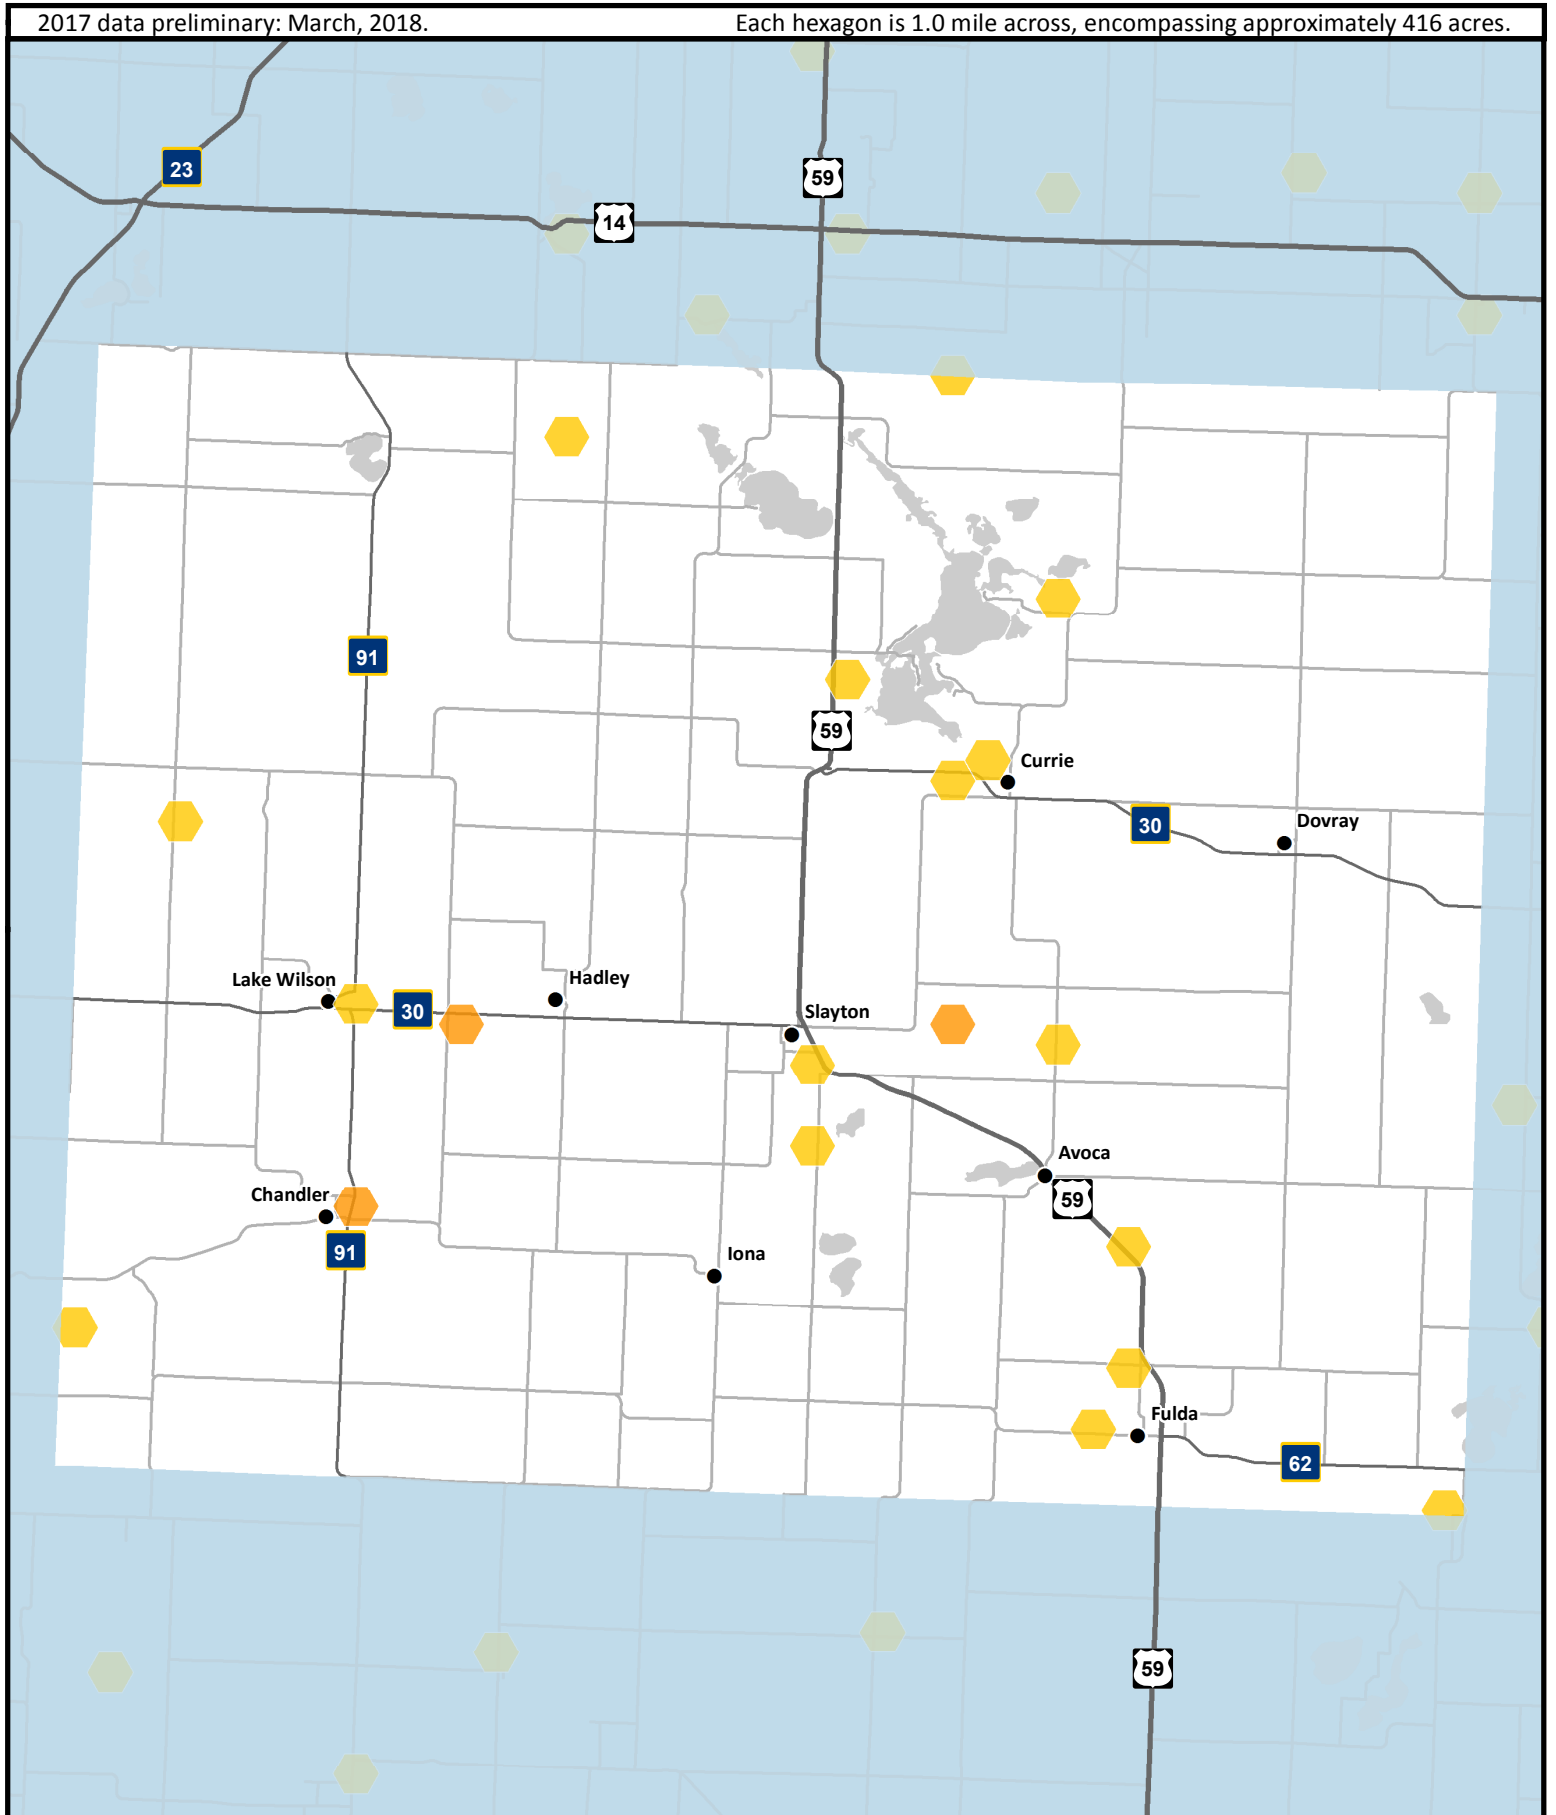 2017 data preliminary: March, 2018.
Each hexagon is 1.0 mile across, encompassing approximately 416 acres.
23
59
14
91
59
Currie
30
Dovray
Lake Wilson
30
Hadley
Slayton
Avoca
59
Chandler
91
Iona
Fulda
62
59